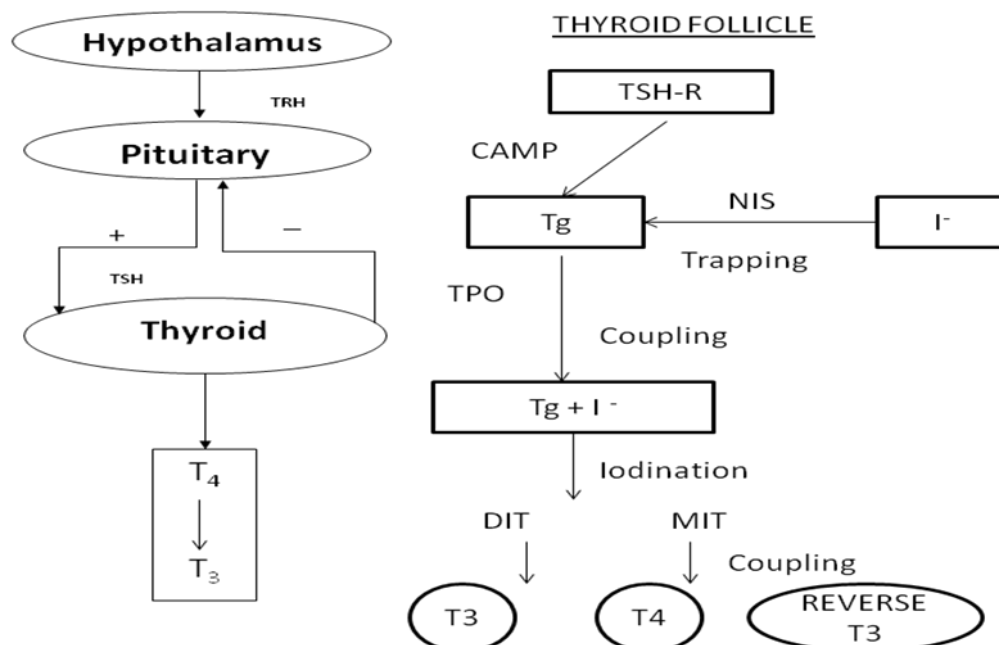 Hypothalamus
TRH
Pituitary
+
−
TSH
Thyroid
T₄
T₃
THYROID FOLLICLE
TSH-R
CAMP
Tg
NIS
I⁻
Trapping
TPO
Coupling
Tg + I ⁻
Iodination
DIT
MIT
Coupling
T3
T4
REVERSE
T3